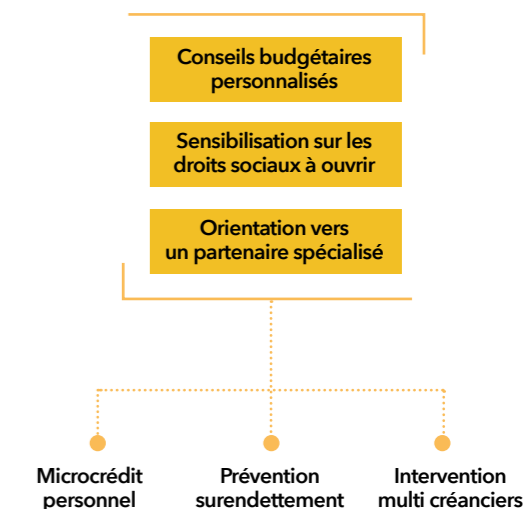 Conseils budgétaires
personnalisés
Sensibilisation sur les
droits sociaux à ouvrir
Orientation vers
un partenaire spécialisé
Microcrédit
personnel
Prévention
surendettement
Intervention
multi créanciers